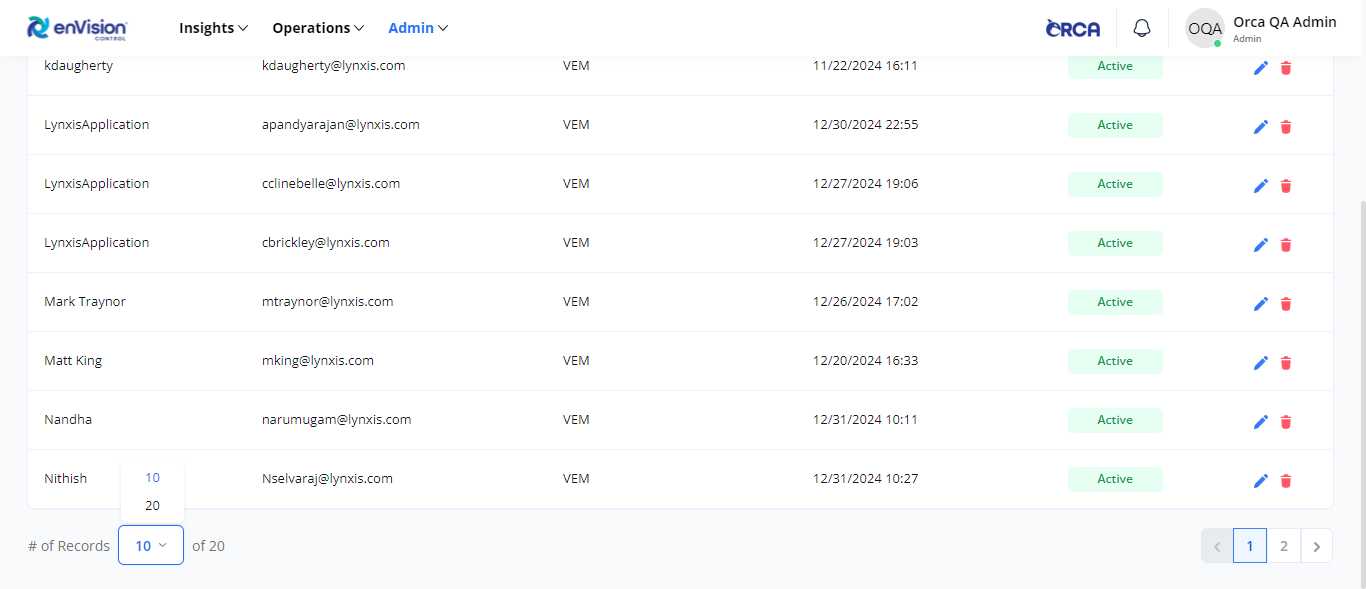 enVision
CONTROL
Insights
Operations
Admin
ORCA
OQA
Orca QA Admin
Admin
kdaugherty kdaugherty@lynxis.com VEM 11/22/2024 16:11 Active
LynxisApplication apandyarajan@lynxis.com VEM 12/30/2024 22:55 Active
LynxisApplication cclinebelle@lynxis.com VEM 12/27/2024 19:06 Active
LynxisApplication cbrickley@lynxis.com VEM 12/27/2024 19:03 Active
Mark Traynor mtraynor@lynxis.com VEM 12/26/2024 17:02 Active
Matt King mking@lynxis.com VEM 12/20/2024 16:33 Active
Nandha narumugam@lynxis.com VEM 12/31/2024 10:11 Active
Nithish Nselvaraj@lynxis.com VEM 12/31/2024 10:27 Active
10
20
# of Records 10 of 20
1 2